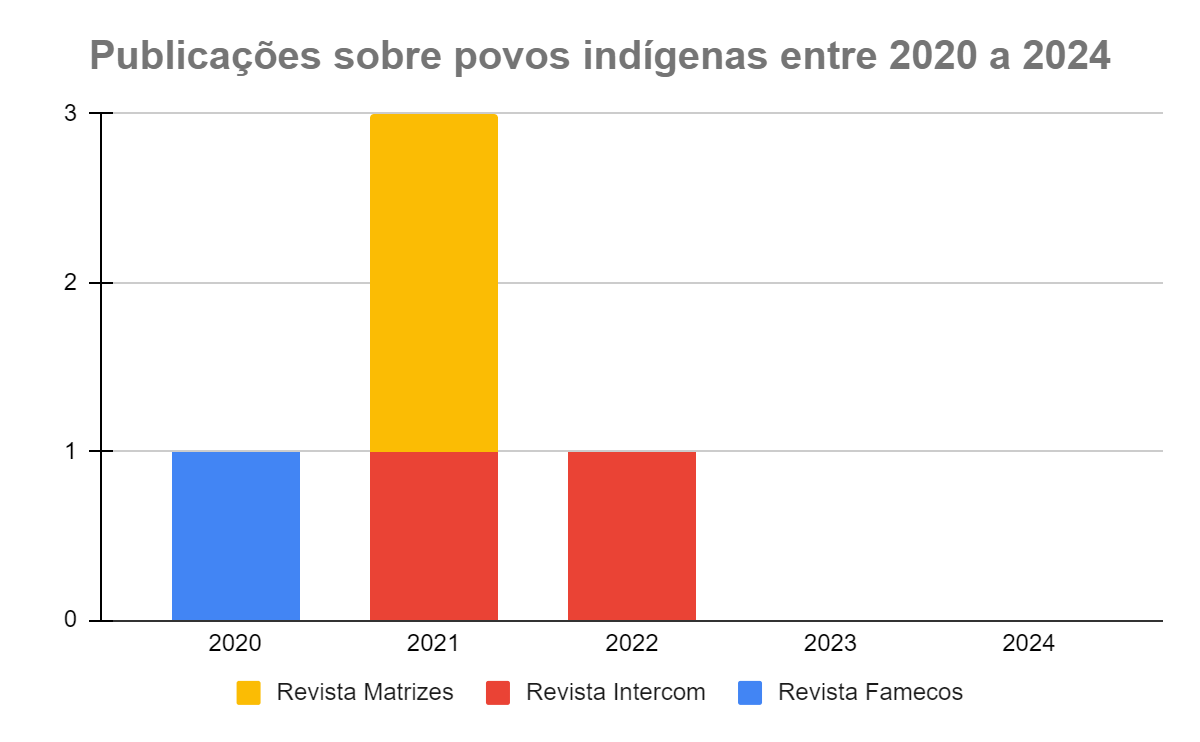 Publicações sobre povos indígenas entre 2020 a 2024
3
2
1
0
2020 2021 2022 2023 2024
Revista Matrizes Revista Intercom Revista Famecos